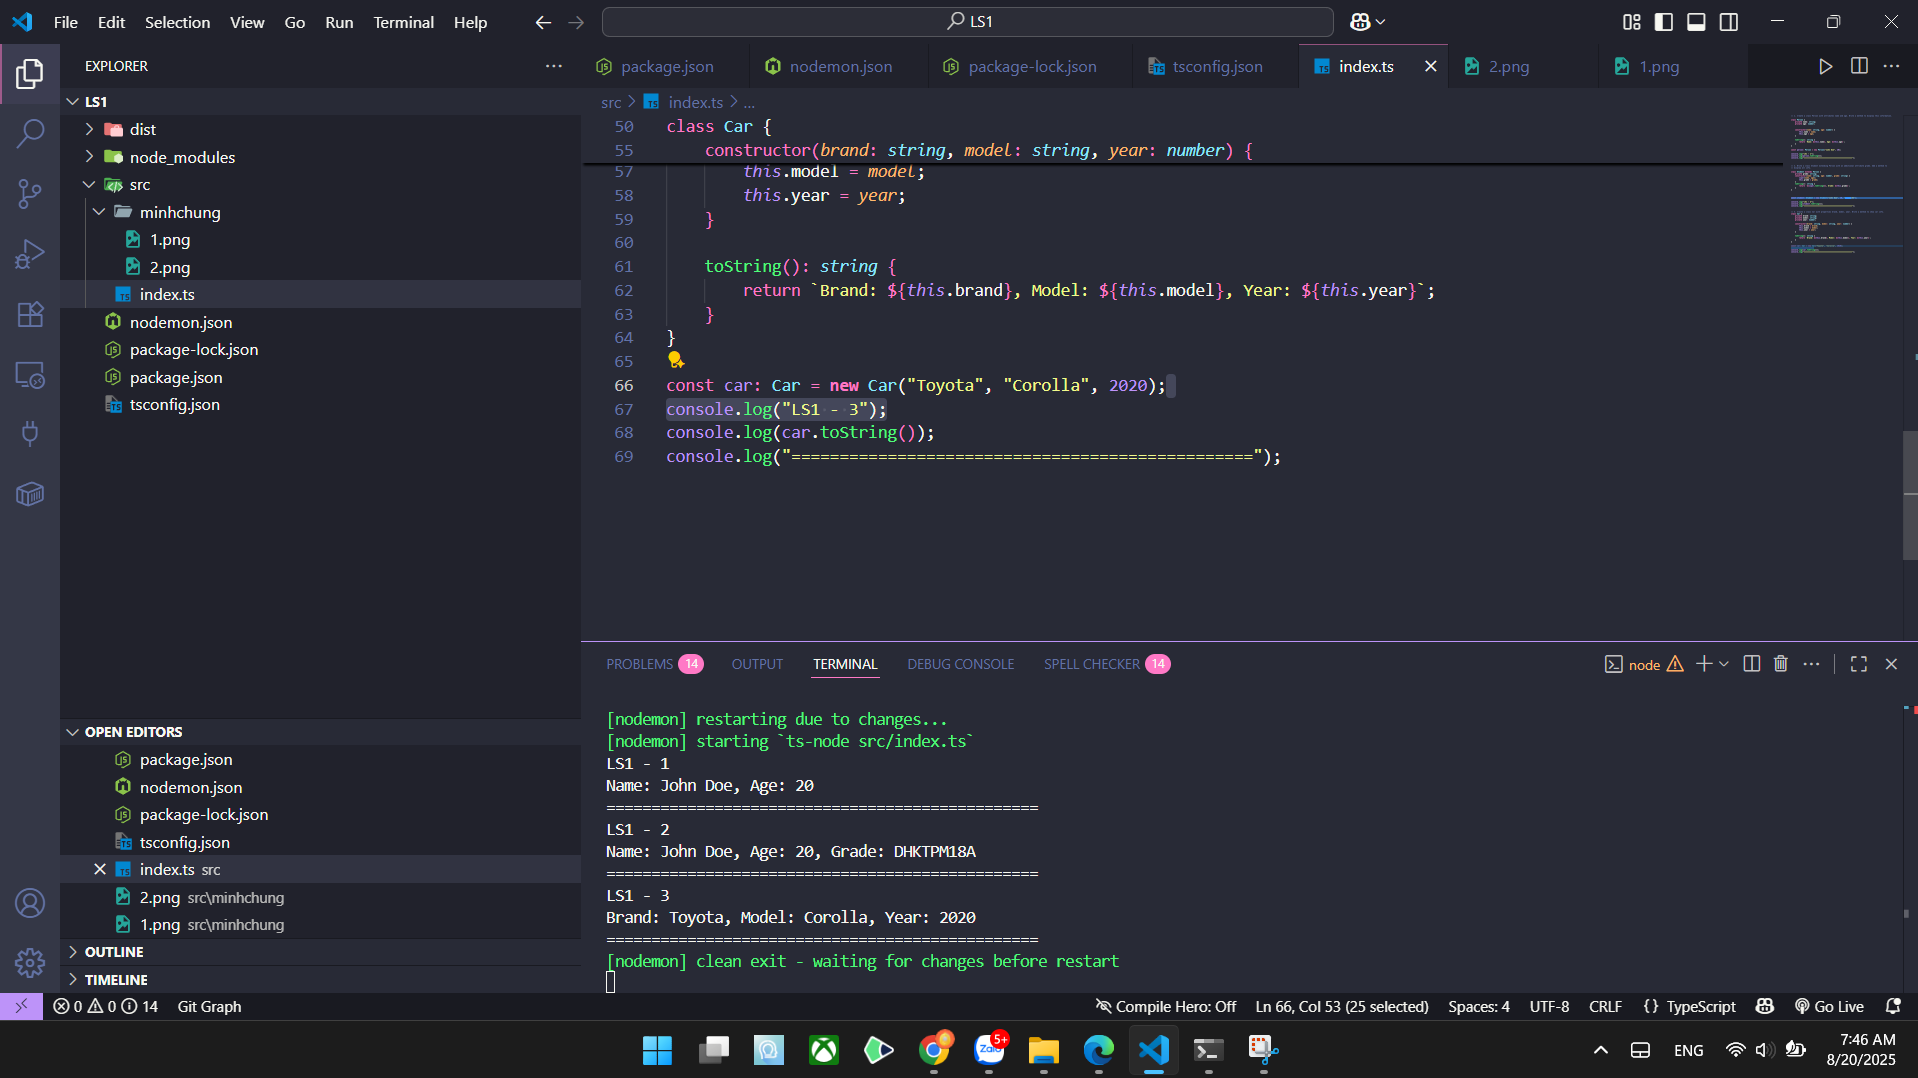 File Edit Selection View Go Run Terminal Help
LS1
EXPLORER
LS1
dist
node_modules
src
minhchung
1.png
2.png
index.ts
nodemon.json
package-lock.json
package.json
tsconfig.json
OPEN EDITORS
package.json
nodemon.json
package-lock.json
tsconfig.json
index.ts src
2.png src\minhchung
1.png src\minhchung
OUTLINE
TIMELINE
package.json nodemon.json package-lock.json tsconfig.json index.ts 2.png 1.png
src > index.ts > ...
50 class Car {
55 constructor(brand: string, model: string, year: number) {
57 this.model = model;
58 this.year = year;
59 }
60
61 toString(): string {
62 return `Brand: ${this.brand}, Model: ${this.model}, Year: ${this.year}`;
63 }
64 }
65
66 const car: Car = new Car("Toyota", "Corolla", 2020);
67 console.log("LS1 - 3");
68 console.log(car.toString());
69 console.log("================================================");
PROBLEMS 14 OUTPUT TERMINAL DEBUG CONSOLE SPELL CHECKER 14
node
[nodemon] restarting due to changes...
[nodemon] starting `ts-node src/index.ts`
LS1 - 1
Name: John Doe, Age: 20
================================================
LS1 - 2
Name: John Doe, Age: 20, Grade: DHKTPM18A
================================================
LS1 - 3
Brand: Toyota, Model: Corolla, Year: 2020
================================================
[nodemon] clean exit - waiting for changes before restart
0 0 14 Git Graph
Compile Hero: Off Ln 66, Col 53 (25 selected) Spaces: 4 UTF-8 CRLF {} TypeScript Go Live
Zalo 5+
ENG
7:46 AM
8/20/2025